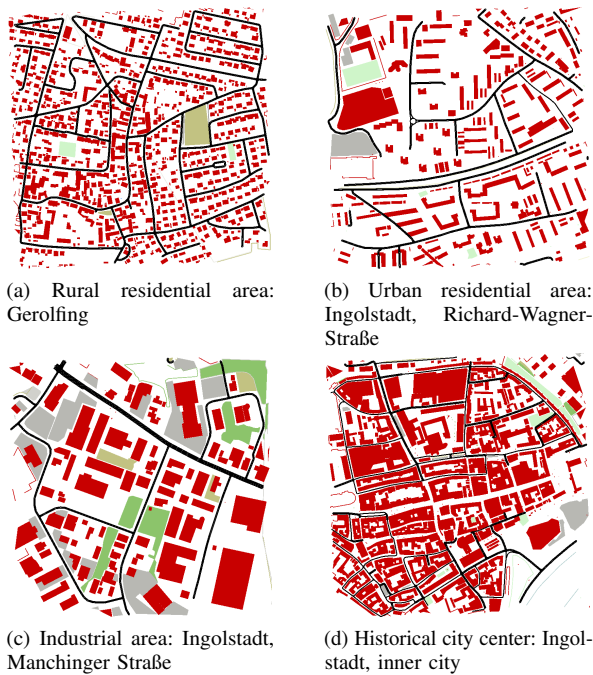 (a) Rural residential area:
Gerolfing
(b) Urban residential area:
Ingolstadt, Richard-Wagner-
Straße
(c) Industrial area: Ingolstadt,
Manchinger Straße
(d) Historical city center: Ingol-
stadt, inner city